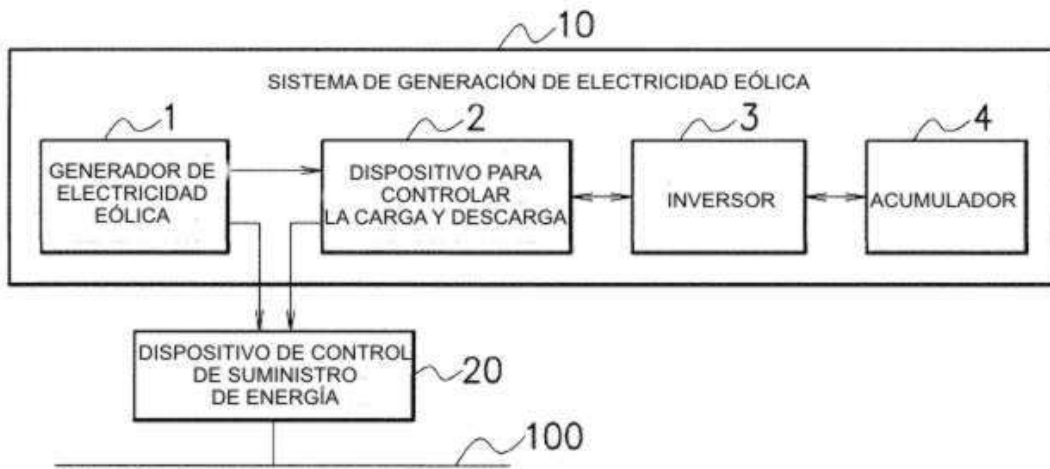 10
SISTEMA DE GENERACIÓN DE ELECTRICIDAD EÓLICA
1
GENERADOR DE
ELECTRICIDAD
EÓLICA
2
DISPOSITIVO PARA
CONTROLAR
LA CARGA Y DESCARGA
3
INVERSOR
4
ACUMULADOR
DISPOSITIVO DE CONTROL
DE SUMINISTRO
DE ENERGÍA
20
100